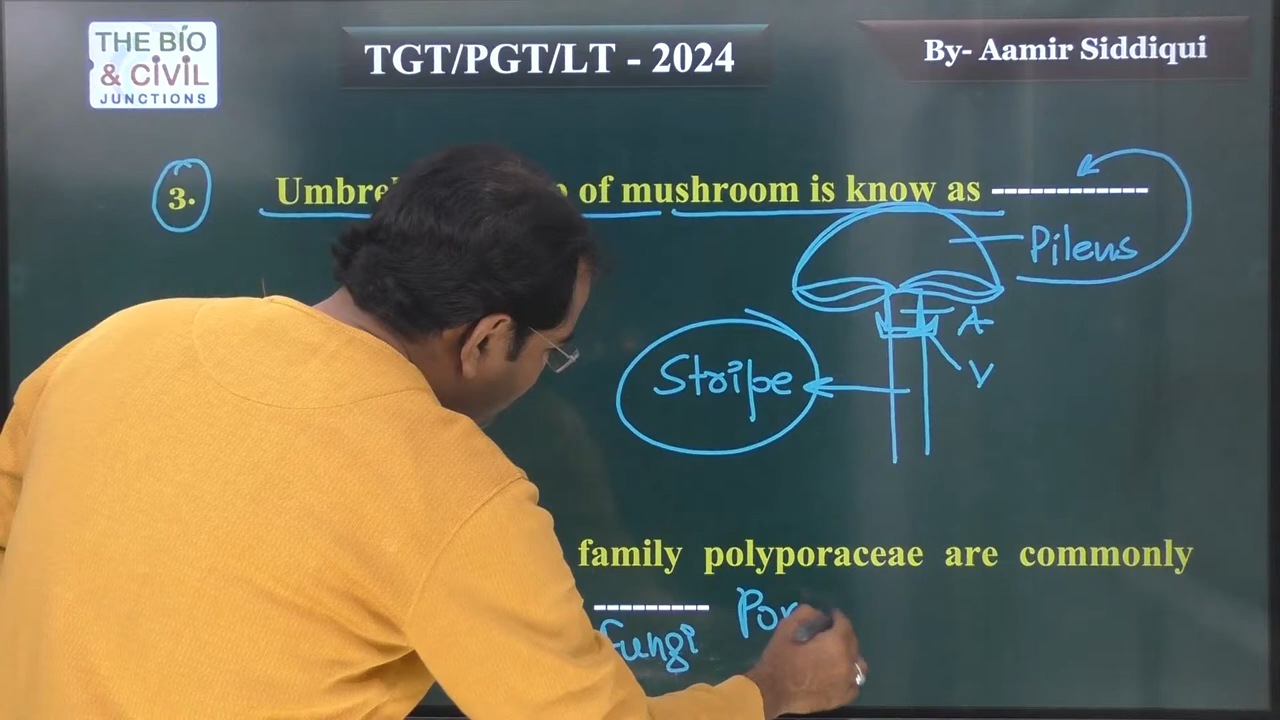 THE BIO
& CIVIL
JUNCTIONS
TGT/PGT/LT - 2024
By- Aamir Siddiqui
3. of mushroom is know as ------------
Pileus
A
V
Stripe
family polyporaceae are commonly
---------
fungi